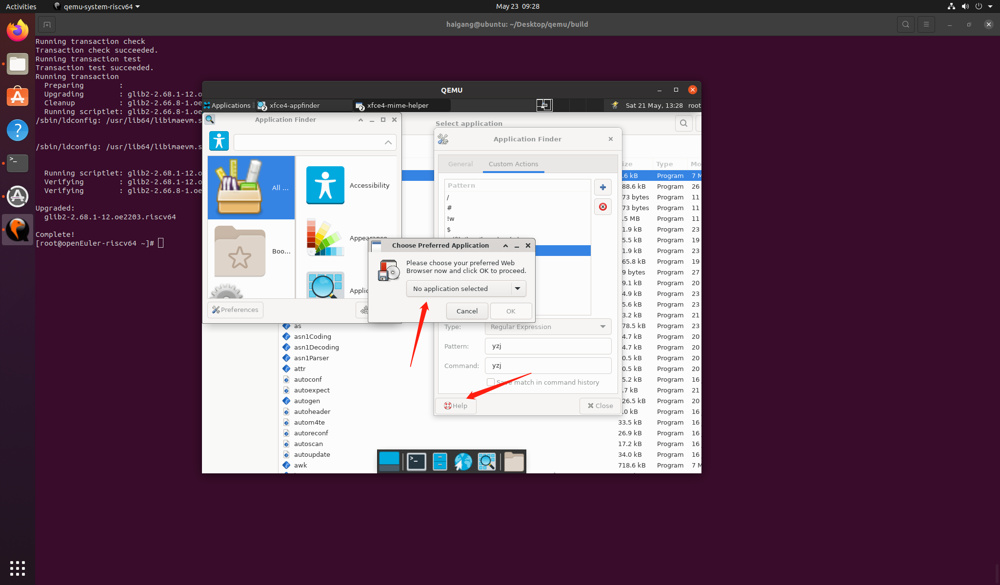 Activities
qemu-system-riscv64
May 23 09:28
haigang@ubuntu: ~/Desktop/qemu/build
Running transaction check
Transaction check succeeded.
Running transaction test
Transaction test succeeded.
Running transaction
Preparing :
Upgrading : glib2-2.68.1-12.o
Cleanup : glib2-2.66.8-1.oe
Running scriptlet: glib2-2.66.8-1.oe
/sbin/ldconfig: /usr/lib64/libimaevm.s
/sbin/ldconfig: /usr/lib64/libimaevm.s
Running scriptlet: glib2-2.68.1-12.o
Verifying : glib2-2.68.1-12.o
Verifying : glib2-2.66.8-1.oe
Upgraded:
glib2-2.68.1-12.oe2203.riscv64
Complete!
[root@openEuler-riscv64 ~]#
QEMU
Applications
2 xfce4-appfinder
2 xfce4-mime-helper
Sat 21 May, 13:28 root
Application Finder
All ...
Boo...
Accessibility
Appearance
Applic
Preferences
Select application
Application Finder
General
Custom Actions
Pattern
/
#
!w
$
Choose Preferred Application
Please choose your preferred Web
Browser now and click OK to proceed.
No application selected
Cancel
OK
Type: Regular Expression
Pattern: yzj
Command: yzj
Save match in command history
Help
Close
ize Type Mo
.6 kB Program 7 M
88.6 kB Program 26
73 bytes Program 11
73 bytes Program 11
.5 MB Program 11
1.9 kB Program 23
5.5 kB Program 19
1.9 kB Program 23
65.8 kB Program 19
9 bytes Program 27
9.1 kB Program 20
4.9 kB Program 23
5.6 kB Program 23
3.2 kB Program 21
as 78.5 kB Program 23
asn1Coding 4.7 kB Program 20
asn1Decoding 4.7 kB Program 20
asn1Parser 0.5 kB Program 20
attr 0.5 kB Program 20
autoconf 5.2 kB Program 16
autoexpect .7 kB Program 21
autogen 26.5 kB Program 20
autoheader .0 kB Program 16
autom4te 33.5 kB Program 16
autoreconf 26.9 kB Program 16
autoscan 17.2 kB Program 16
autoupdate 34.0 kB Program 16
awk 718.6 kB Program 7 M